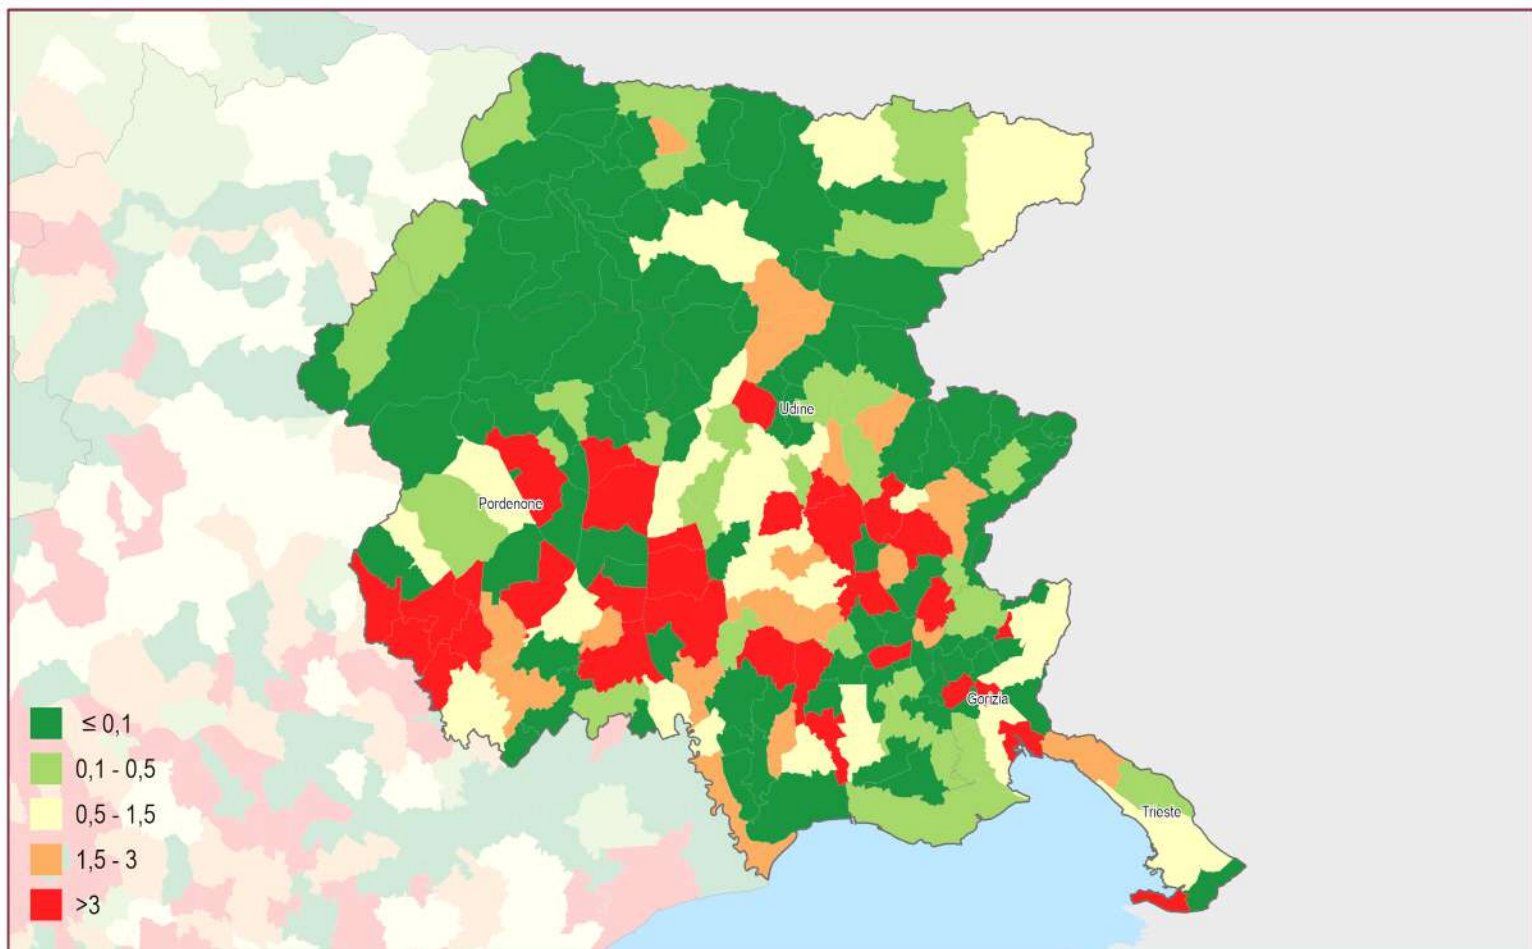 Udine
Pordenone
Gorizia
Trieste
≤ 0,1
0,1 - 0,5
0,5 - 1,5
1,5 - 3
>3